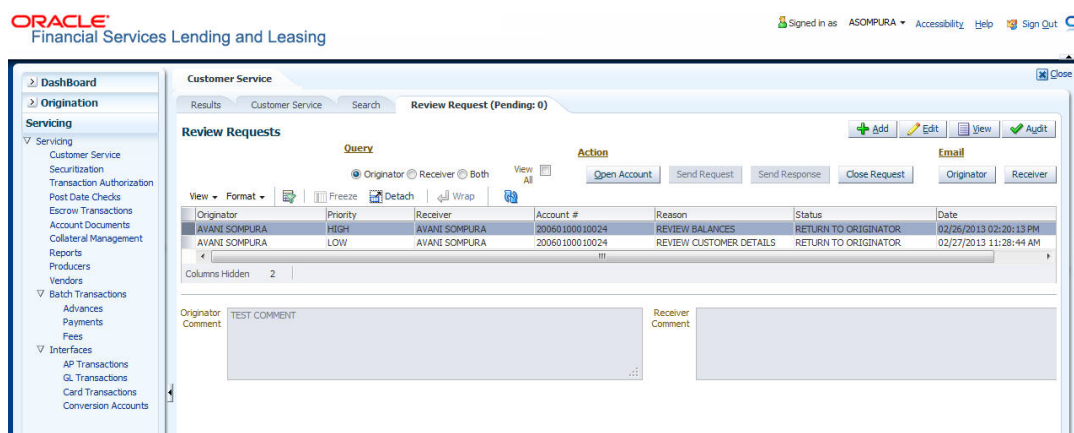 ORACLE
Financial Services Lending and Leasing
Signed in as ASOMPURA Accessibility Help Sign Out
Close
DashBoard
Origination
Servicing
Servicing
Customer Service
Securitization
Transaction Authorization
Post Date Checks
Escrow Transactions
Account Documents
Collateral Management
Reports
Producers
Vendors
Batch Transactions
Advances
Payments
Fees
Interfaces
AP Transactions
GL Transactions
Card Transactions
Conversion Accounts
Customer Service
Results Customer Service Search Review Request (Pending: 0)
Review Requests
Add Edit View Audit
Query Action Email
Originator Receiver Both View All Open Account Send Request Send Response Close Request Originator Receiver
View Format Freeze Detach Wrap
Originator Priority Receiver Account # Reason Status Date
AVANI SOMPURA HIGH AVANI SOMPURA 20060100010024 REVIEW BALANCES RETURN TO ORIGINATOR 02/26/2013 02:20:13 PM
AVANI SOMPURA LOW AVANI SOMPURA 20060100010024 REVIEW CUSTOMER DETAILS RETURN TO ORIGINATOR 02/27/2013 11:28:44 AM
Columns Hidden 2
Originator Comment TEST COMMENT Receiver Comment